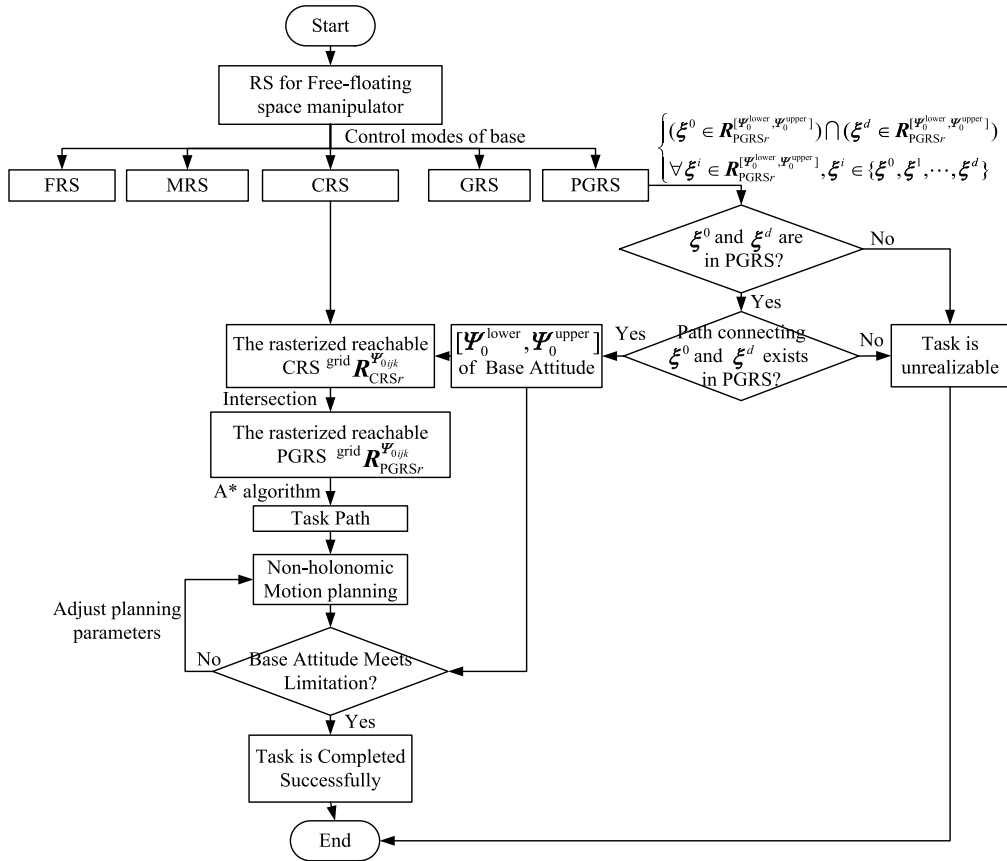 Start
RS for Free-floating
space manipulator
Control modes of base
FRS
MRS
CRS
GRS
PGRS
{(ξ⁰ ∈ R_PGRSr^[Ψ₀^lower, Ψ₀^upper]) ⋂ (ξ^d ∈ R_PGRSr^[Ψ₀^lower, Ψ₀^upper])
∀ ξ^i ∈ R_PGRSr^[Ψ₀^lower, Ψ₀^upper], ξ^i ∈ {ξ⁰, ξ¹, ⋯, ξ^d}
ξ⁰ and ξ^d are
in PGRS?
No
Yes
Path connecting
ξ⁰ and ξ^d exists
in PGRS?
Yes
No
Task is
unrealizable
[Ψ₀^lower, Ψ₀^upper]
of Base Attitude
The rasterized reachable
CRS ^grid R_CRSr^Ψ₀ijk
Intersection
The rasterized reachable
PGRS ^grid R_PGRSr^Ψ₀ijk
A* algorithm
Task Path
Non-holonomic
Motion planning
Adjust planning
parameters
No
Base Attitude Meets
Limitation?
Yes
Task is Completed
Successfully
End